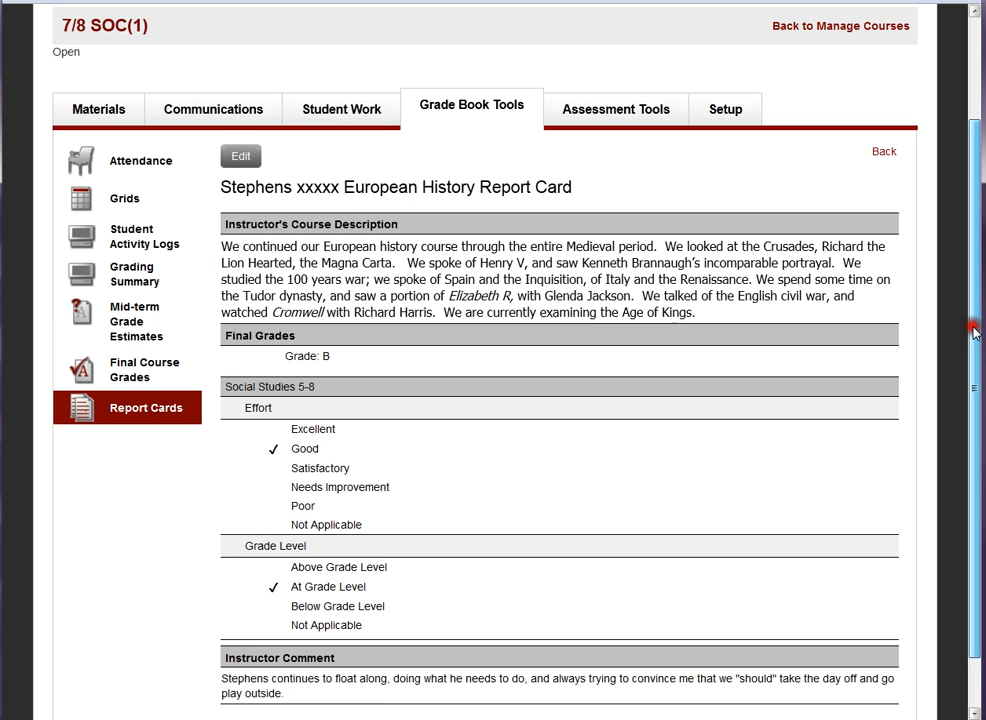 7/8 SOC(1)
Back to Manage Courses
Open
Materials
Communications
Student Work
Grade Book Tools
Assessment Tools
Setup
Attendance
Grids
Student
Activity Logs
Grading
Summary
Mid-term
Grade
Estimates
Final Course
Grades
Report Cards
Edit
Back
Stephens xxxxx European History Report Card
Instructor's Course Description
We continued our European history course through the entire Medieval period.  We looked at the Crusades, Richard the
Lion Hearted, the Magna Carta.   We spoke of Henry V, and saw Kenneth Brannaugh's incomparable portrayal.  We
studied the 100 years war; we spoke of Spain and the Inquisition, of Italy and the Renaissance. We spend some time on
the Tudor dynasty, and saw a portion of Elizabeth R, with Glenda Jackson.  We talked of the English civil war, and
watched Cromwell with Richard Harris.  We are currently examining the Age of Kings.
Final Grades
Grade: B
Social Studies 5-8
Effort
Excellent
✓ Good
Satisfactory
Needs Improvement
Poor
Not Applicable
Grade Level
Above Grade Level
✓ At Grade Level
Below Grade Level
Not Applicable
Instructor Comment
Stephens continues to float along, doing what he needs to do, and always trying to convince me that we "should" take the day off and go
play outside.